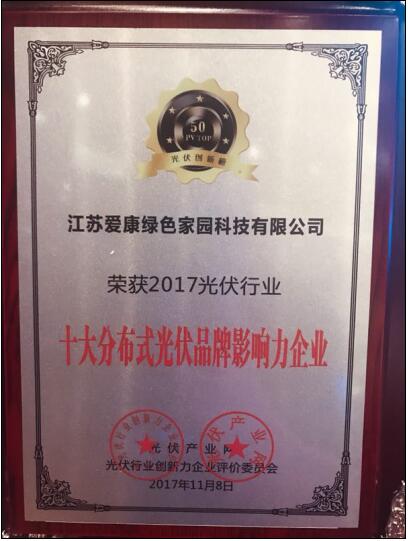 50
PV TOP
光伏创新榜
江苏爱康绿色家园科技有限公司
荣获2017光伏行业
十大分布式光伏品牌影响力企业
光伏产业网
光伏行业创新力企业评价委员会
2017年11月8日